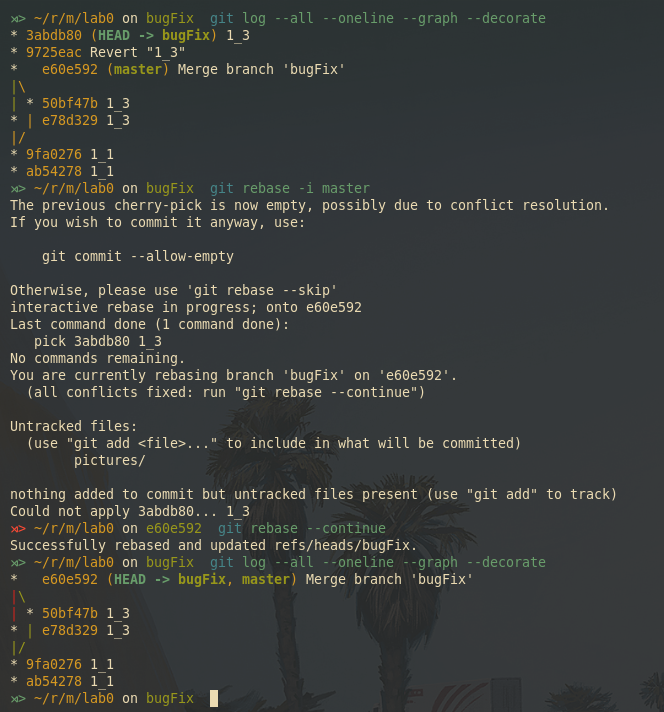 ⋊> ~/r/m/lab0 on bugFix  git log --all --oneline --graph --decorate
* 3abdb80 (HEAD -> bugFix) 1_3
* 9725eac Revert "1_3"
*   e60e592 (master) Merge branch 'bugFix'
|\
| * 50bf47b 1_3
* | e78d329 1_3
|/
* 9fa0276 1_1
* ab54278 1_1
⋊> ~/r/m/lab0 on bugFix  git rebase -i master
The previous cherry-pick is now empty, possibly due to conflict resolution.
If you wish to commit it anyway, use:
    git commit --allow-empty
Otherwise, please use 'git rebase --skip'
interactive rebase in progress; onto e60e592
Last command done (1 command done):
   pick 3abdb80 1_3
No commands remaining.
You are currently rebasing branch 'bugFix' on 'e60e592'.
  (all conflicts fixed: run "git rebase --continue")
Untracked files:
  (use "git add <file>..." to include in what will be committed)
        pictures/
nothing added to commit but untracked files present (use "git add" to track)
Could not apply 3abdb80... 1_3
⋊> ~/r/m/lab0 on e60e592  git rebase --continue
Successfully rebased and updated refs/heads/bugFix.
⋊> ~/r/m/lab0 on bugFix  git log --all --oneline --graph --decorate
*   e60e592 (HEAD -> bugFix, master) Merge branch 'bugFix'
|\
| * 50bf47b 1_3
* | e78d329 1_3
|/
* 9fa0276 1_1
* ab54278 1_1
⋊> ~/r/m/lab0 on bugFix